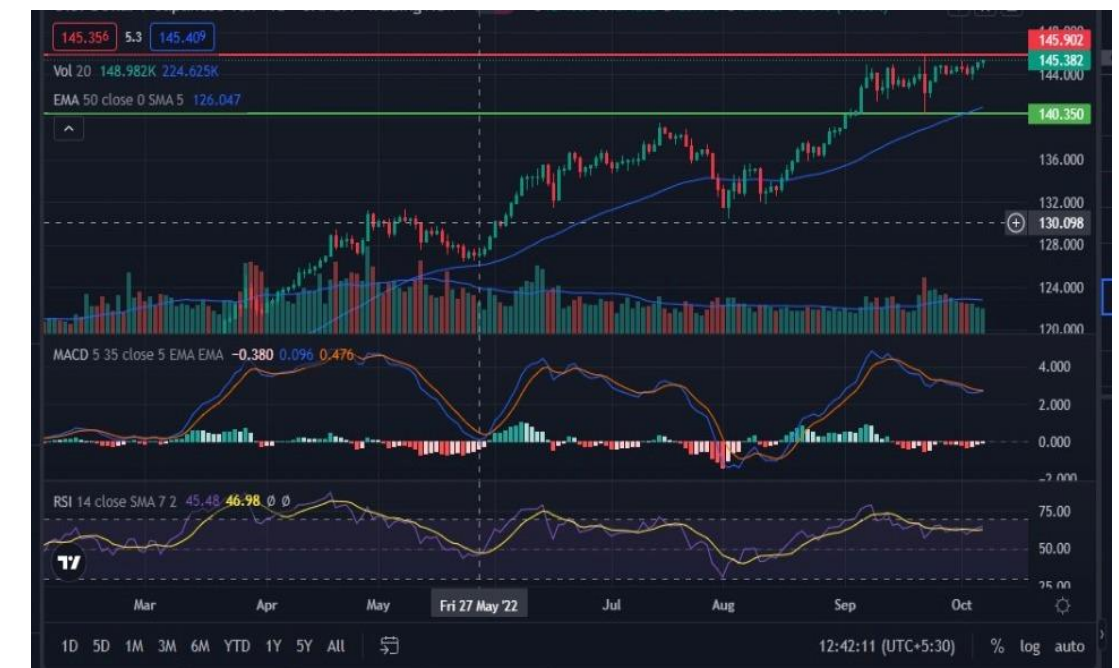 145.356 5.3 145.409
Vol 20 148.982K 224.625K
EMA 50 close 0 SMA 5 126.047
145.902
145.382
144.000
140.350
136.000
132.000
130.098
128.000
124.000
120.000
MACD 5 35 close 5 EMA EMA −0.380 0.096 0.476
4.000
2.000
0.000
−2.000
RSI 14 close SMA 7 2 45.48 46.98 Ø Ø
75.00
50.00
25.00
Mar Apr May Fri 27 May '22 Jul Aug Sep Oct
1D 5D 1M 3M 6M YTD 1Y 5Y All 12:42:11 (UTC+5:30) % log auto